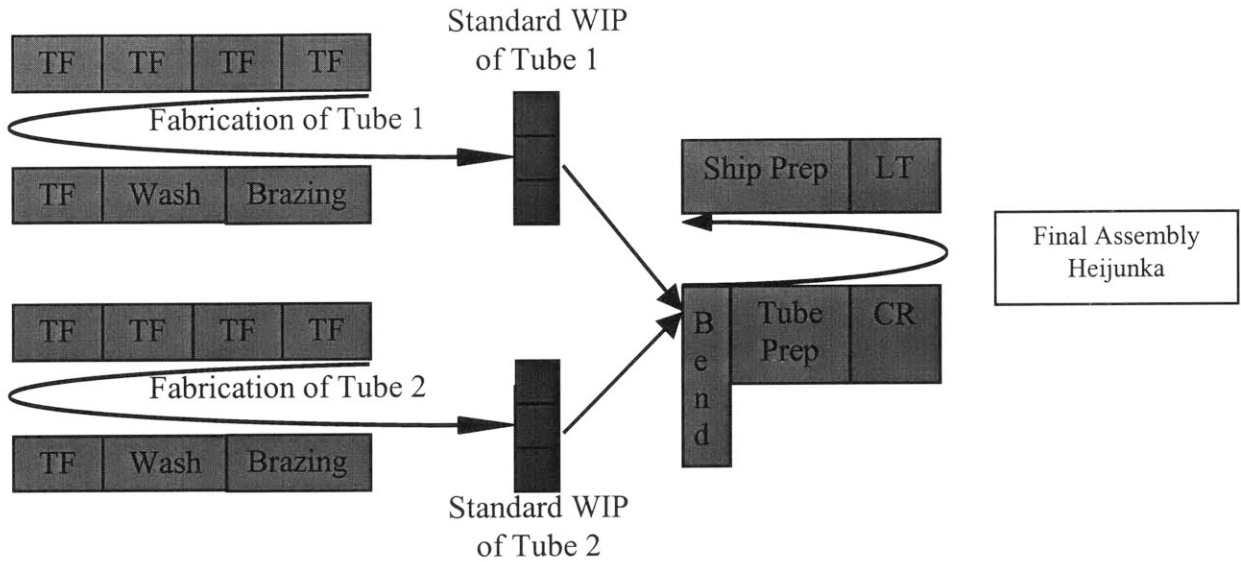 Standard WIP
of Tube 1
TF TF TF TF
Fabrication of Tube 1
TF Wash Brazing
Ship Prep LT
Final Assembly
Heijunka
Bend
Tube
Prep
CR
TF TF TF TF
Fabrication of Tube 2
TF Wash Brazing
Standard WIP
of Tube 2